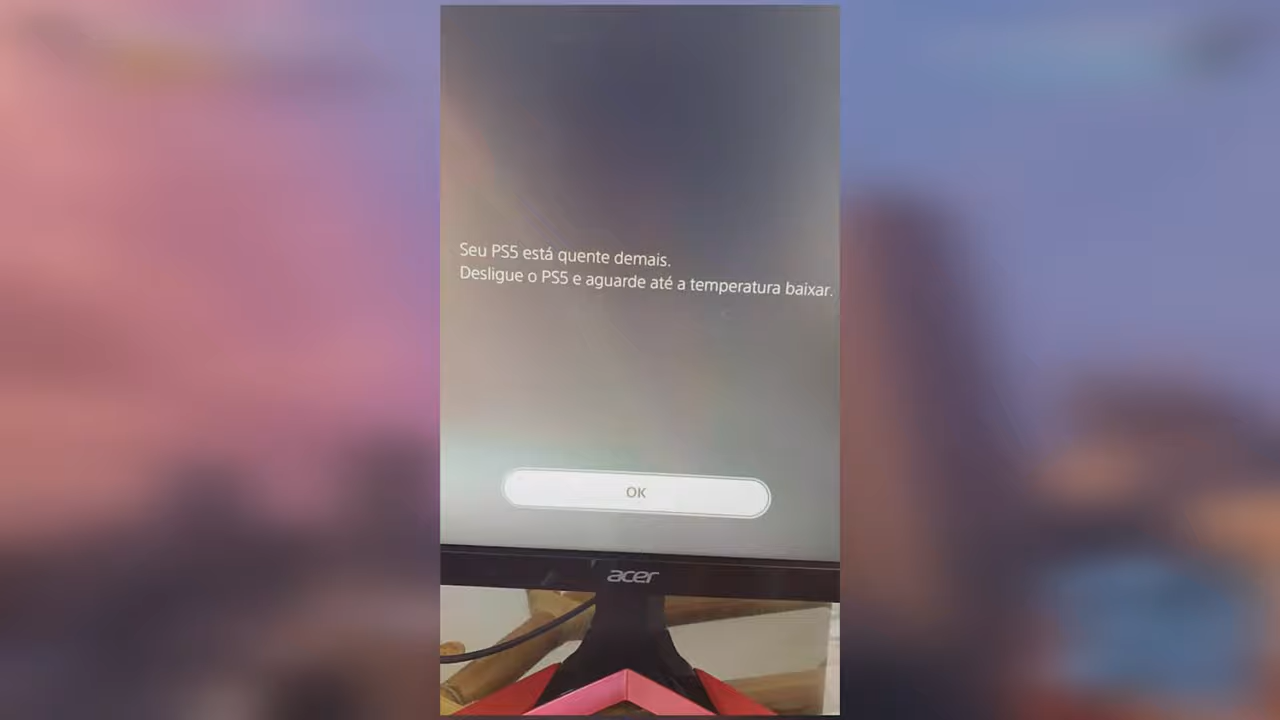 Seu PS5 está quente demais.
Desligue o PS5 e aguarde até a temperatura baixar.
OK
acer